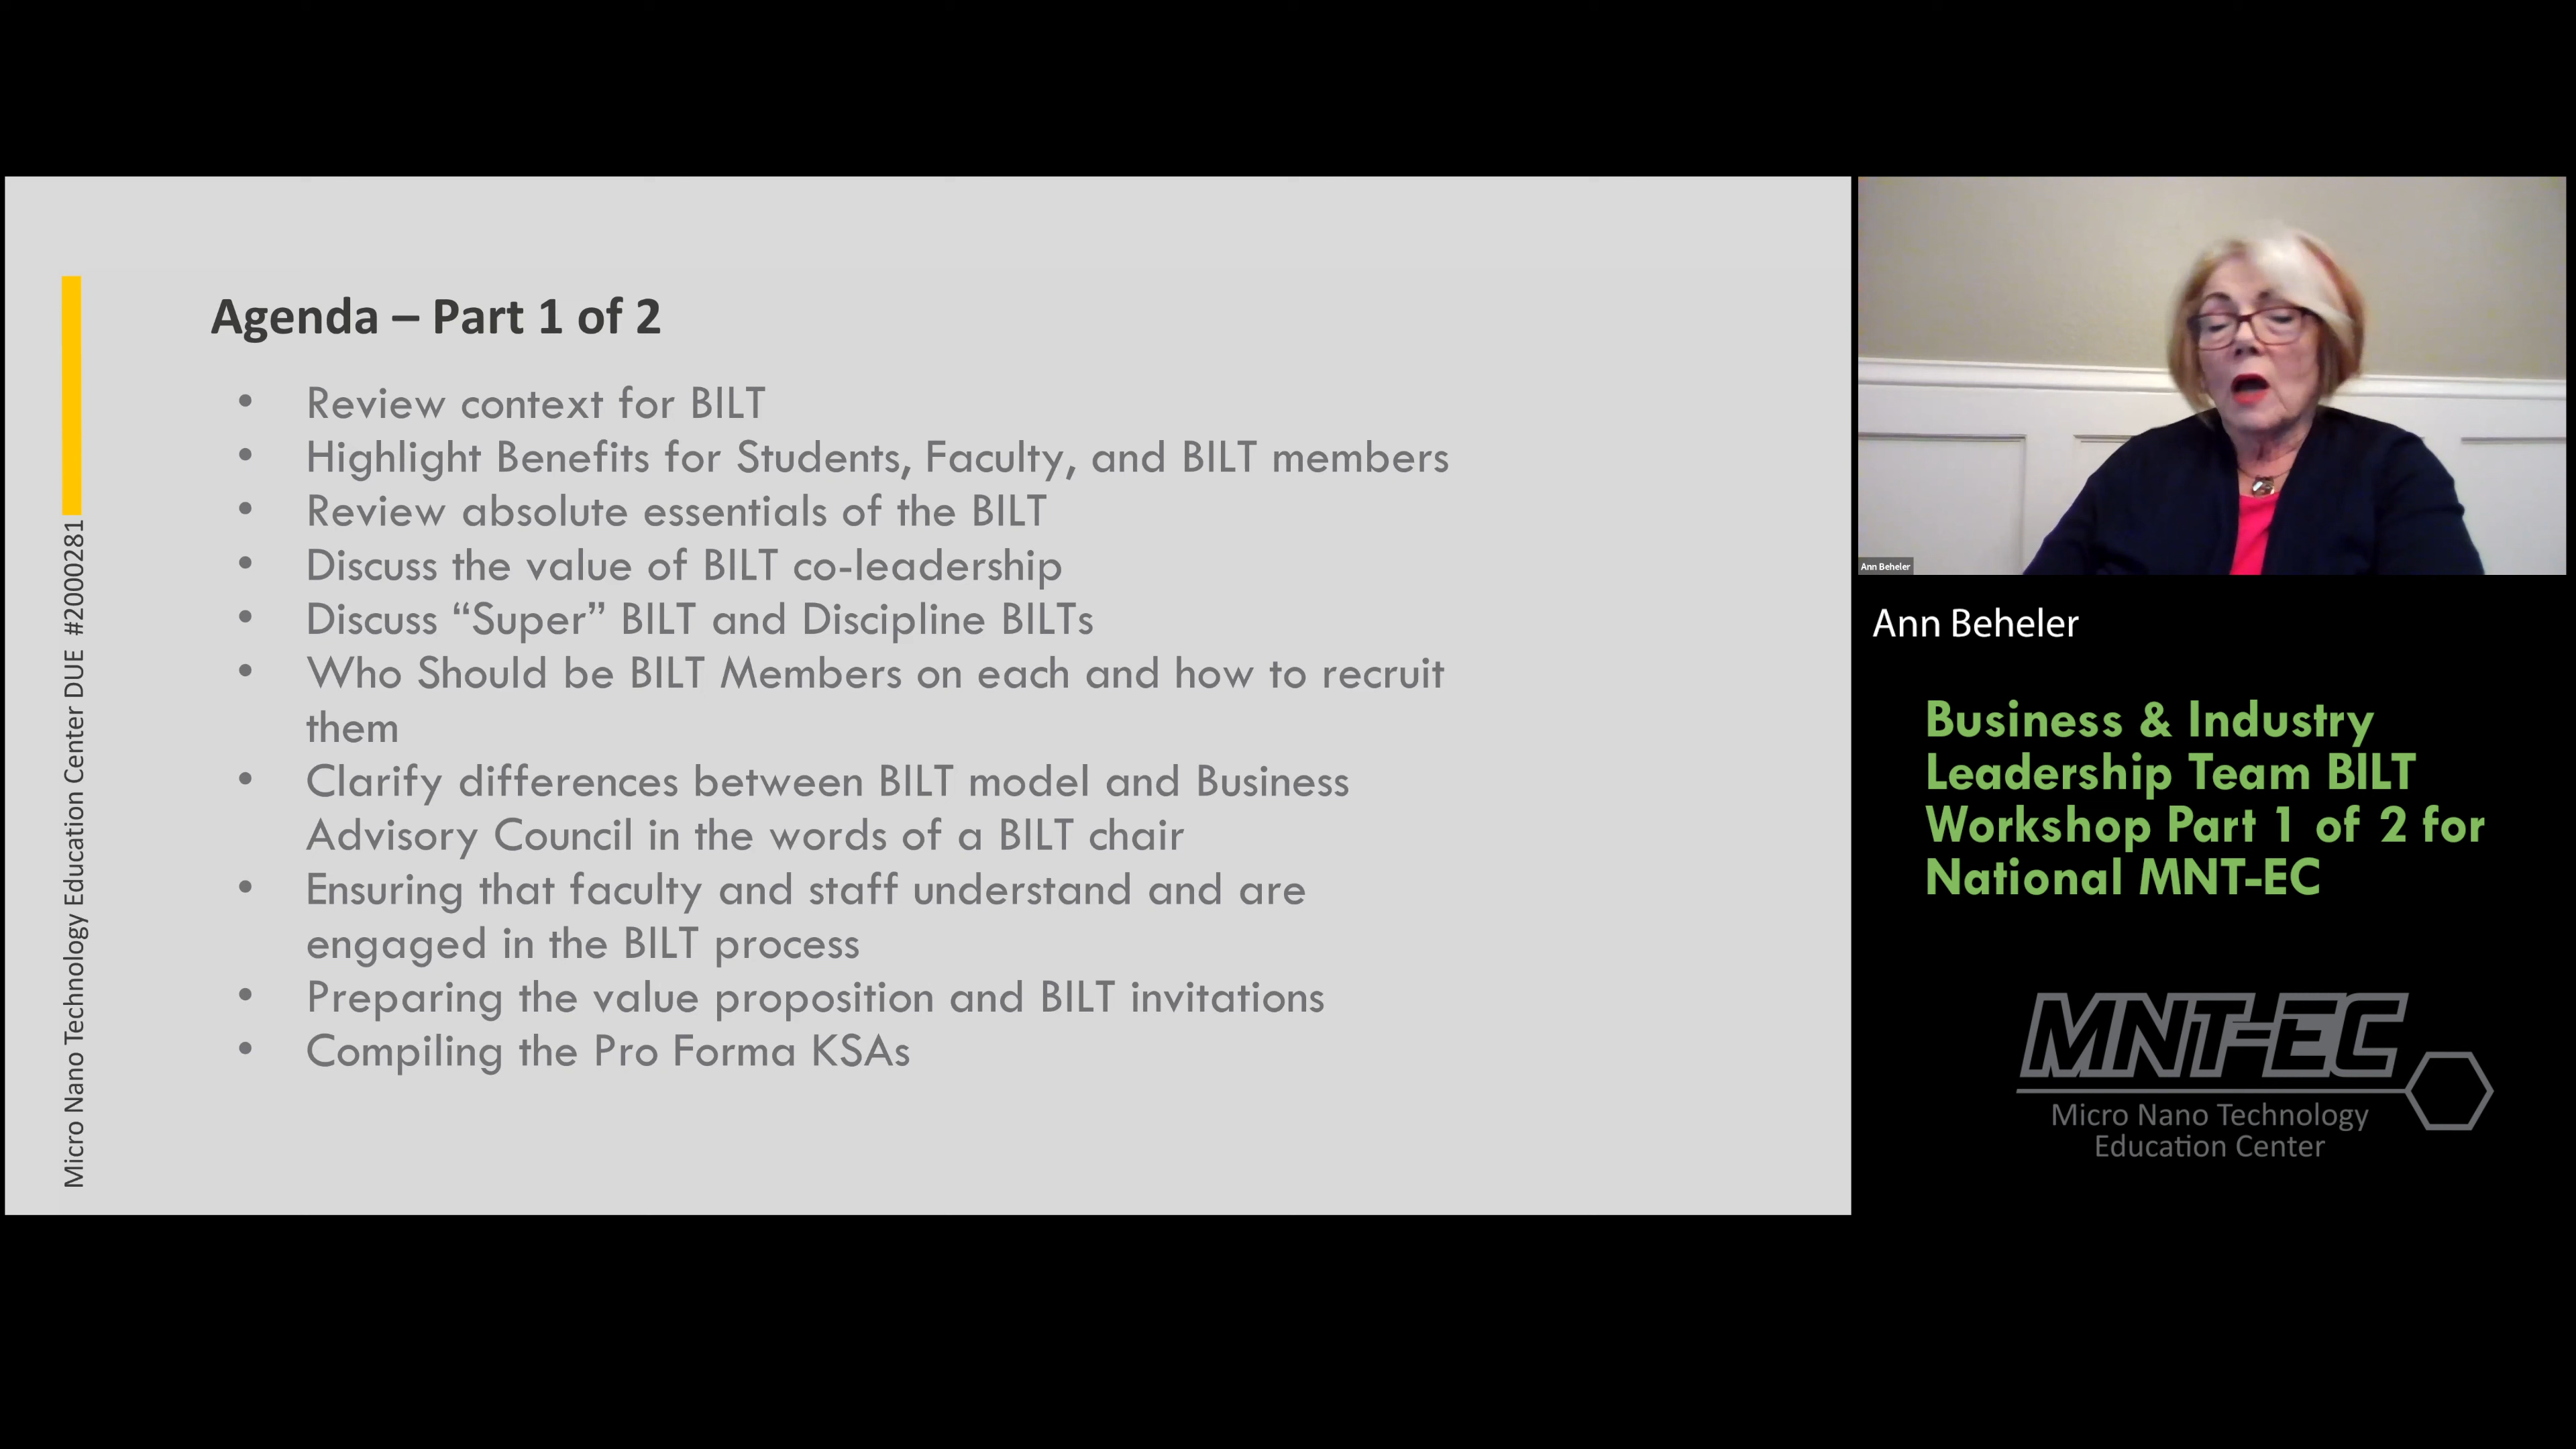 Micro Nano Technology Education Center DUE #2000281
Agenda – Part 1 of 2
• Review context for BILT
• Highlight Benefits for Students, Faculty, and BILT members
• Review absolute essentials of the BILT
• Discuss the value of BILT co-leadership
• Discuss “Super” BILT and Discipline BILTs
• Who Should be BILT Members on each and how to recruit
them
• Clarify differences between BILT model and Business
Advisory Council in the words of a BILT chair
• Ensuring that faculty and staff understand and are
engaged in the BILT process
• Preparing the value proposition and BILT invitations
• Compiling the Pro Forma KSAs
Ann Beheler
Ann Beheler
Business & Industry
Leadership Team BILT
Workshop Part 1 of 2 for
National MNT-EC
MNT-EC
Micro Nano Technology
Education Center